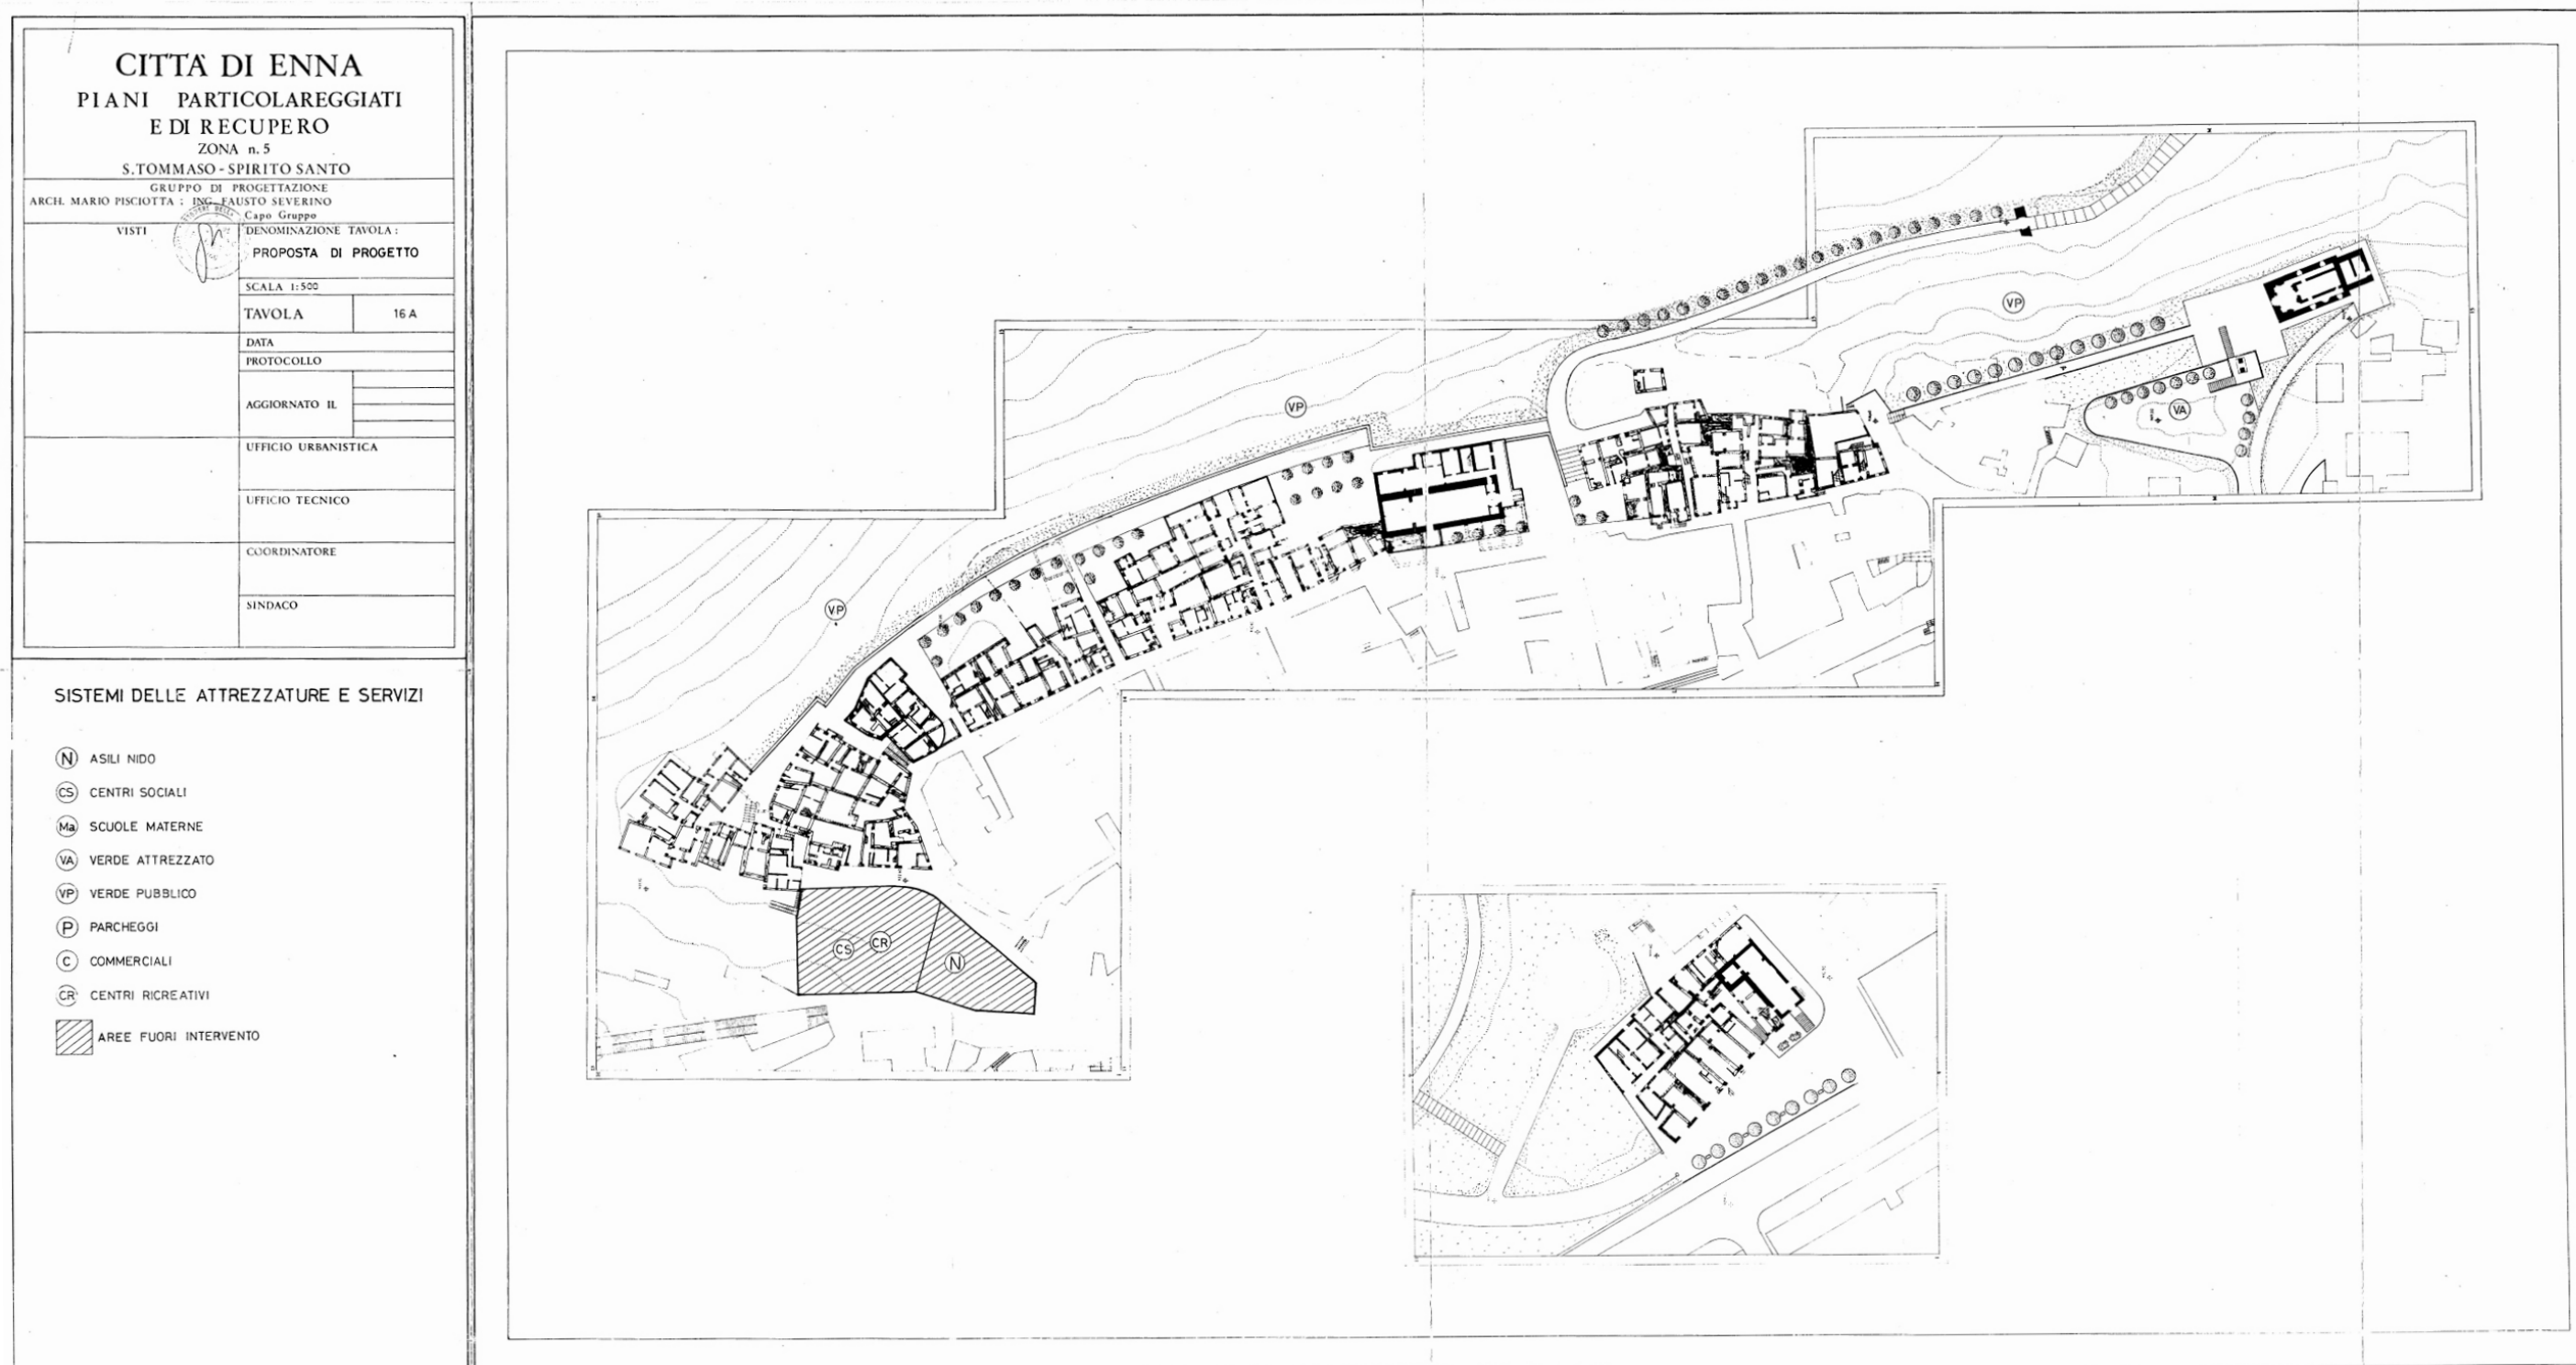 CITTÀ DI ENNA
PIANI PARTICOLAREGGIATI
E DI RECUPERO
ZONA n. 5
S. TOMMASO - SPIRITO SANTO
GRUPPO DI PROGETTAZIONE
ARCH. MARIO PISCIOTTA ; ING. FAUSTO SEVERINO
Capo Gruppo
VISTI
DENOMINAZIONE TAVOLA :
PROPOSTA DI PROGETTO
SCALA 1:500
TAVOLA 16 A
DATA
PROTOCOLLO
AGGIORNATO IL
UFFICIO URBANISTICA
UFFICIO TECNICO
COORDINATORE
SINDACO
SISTEMI DELLE ATTREZZATURE E SERVIZI
N ASILI NIDO
CS CENTRI SOCIALI
Ma SCUOLE MATERNE
VA VERDE ATTREZZATO
VP VERDE PUBBLICO
P PARCHEGGI
C COMMERCIALI
CR CENTRI RICREATIVI
AREE FUORI INTERVENTO
VP
VP
VA
VP
CS CR
N